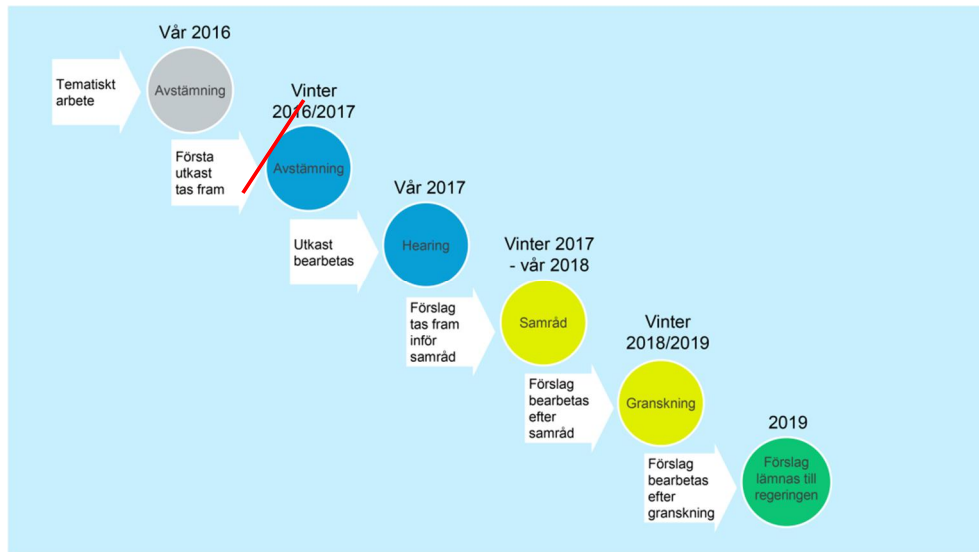 Vår 2016
Tematiskt
arbete
Avstämning
Vinter
2016/2017
Första
utkast
tas fram
Avstämning
Vår 2017
Utkast
bearbetas
Hearing
Vinter 2017
- vår 2018
Förslag
tas fram
inför
samråd
Samråd
Vinter
2018/2019
Förslag
bearbetas
efter
samråd
Granskning
2019
Förslag
bearbetas
efter
granskning
Förslag
lämnas till
regeringen